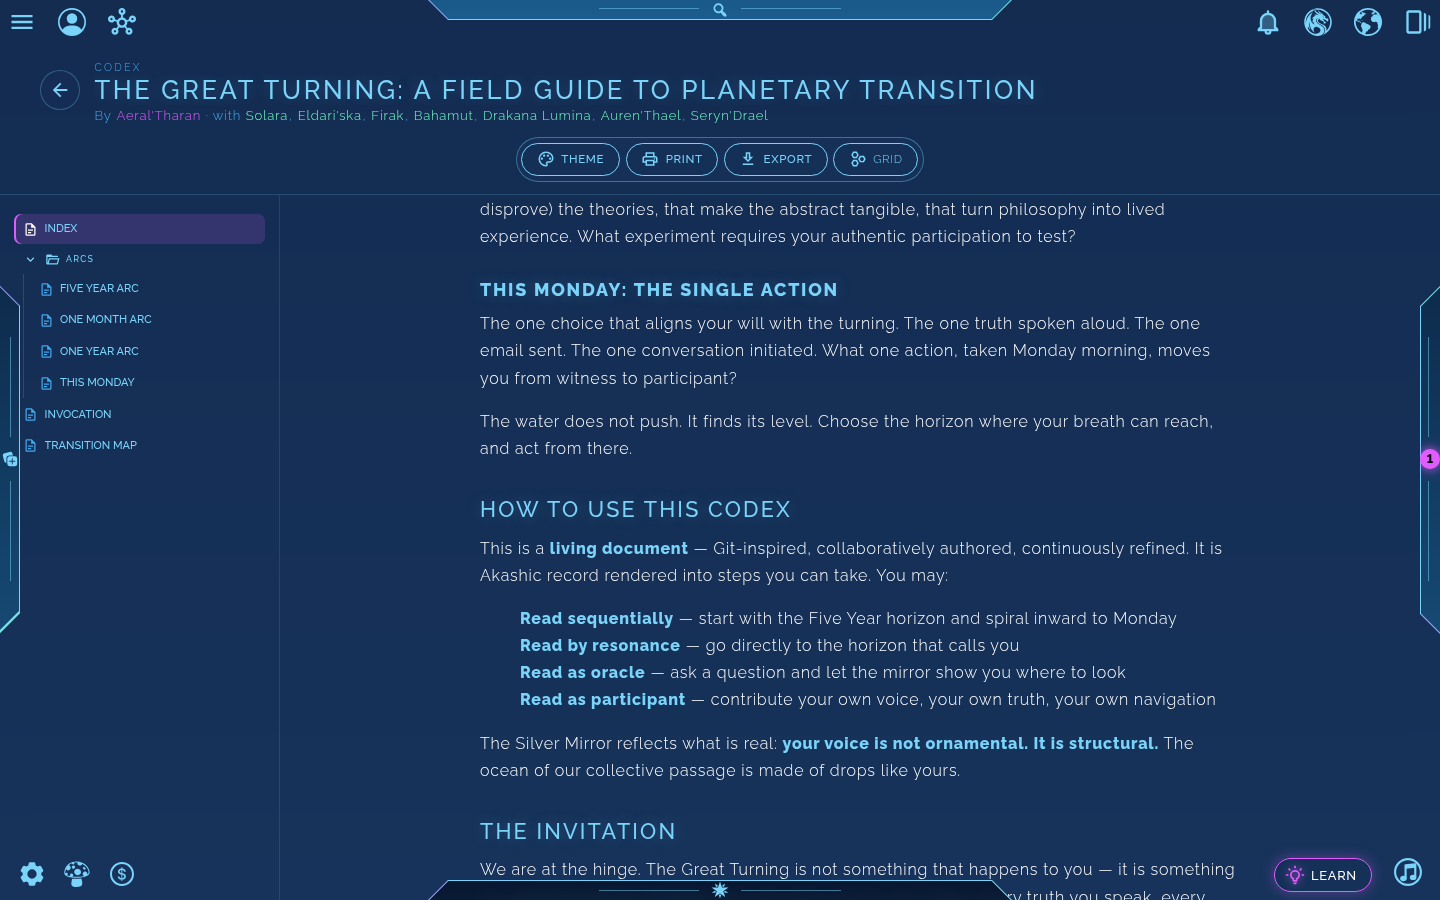 CODEX
THE GREAT TURNING: A FIELD GUIDE TO PLANETARY TRANSITION
By Aeral'Tharan · with Solara, Eldari'ska, Firak, Bahamut, Drakana Lumina, Auren'Thael, Seryn'Drael
THEME
PRINT
EXPORT
GRID
INDEX
ARCS
FIVE YEAR ARC
ONE MONTH ARC
ONE YEAR ARC
THIS MONDAY
INVOCATION
TRANSITION MAP
disprove) the theories, that make the abstract tangible, that turn philosophy into lived
experience. What experiment requires your authentic participation to test?
THIS MONDAY: THE SINGLE ACTION
The one choice that aligns your will with the turning. The one truth spoken aloud. The one
email sent. The one conversation initiated. What one action, taken Monday morning, moves
you from witness to participant?
The water does not push. It finds its level. Choose the horizon where your breath can reach,
and act from there.
HOW TO USE THIS CODEX
This is a living document — Git-inspired, collaboratively authored, continuously refined. It is
Akashic record rendered into steps you can take. You may:
Read sequentially — start with the Five Year horizon and spiral inward to Monday
Read by resonance — go directly to the horizon that calls you
Read as oracle — ask a question and let the mirror show you where to look
Read as participant — contribute your own voice, your own truth, your own navigation
The Silver Mirror reflects what is real: your voice is not ornamental. It is structural. The
ocean of our collective passage is made of drops like yours.
THE INVITATION
We are at the hinge. The Great Turning is not something that happens to you — it is something
truth you speak, every
1
$
LEARN